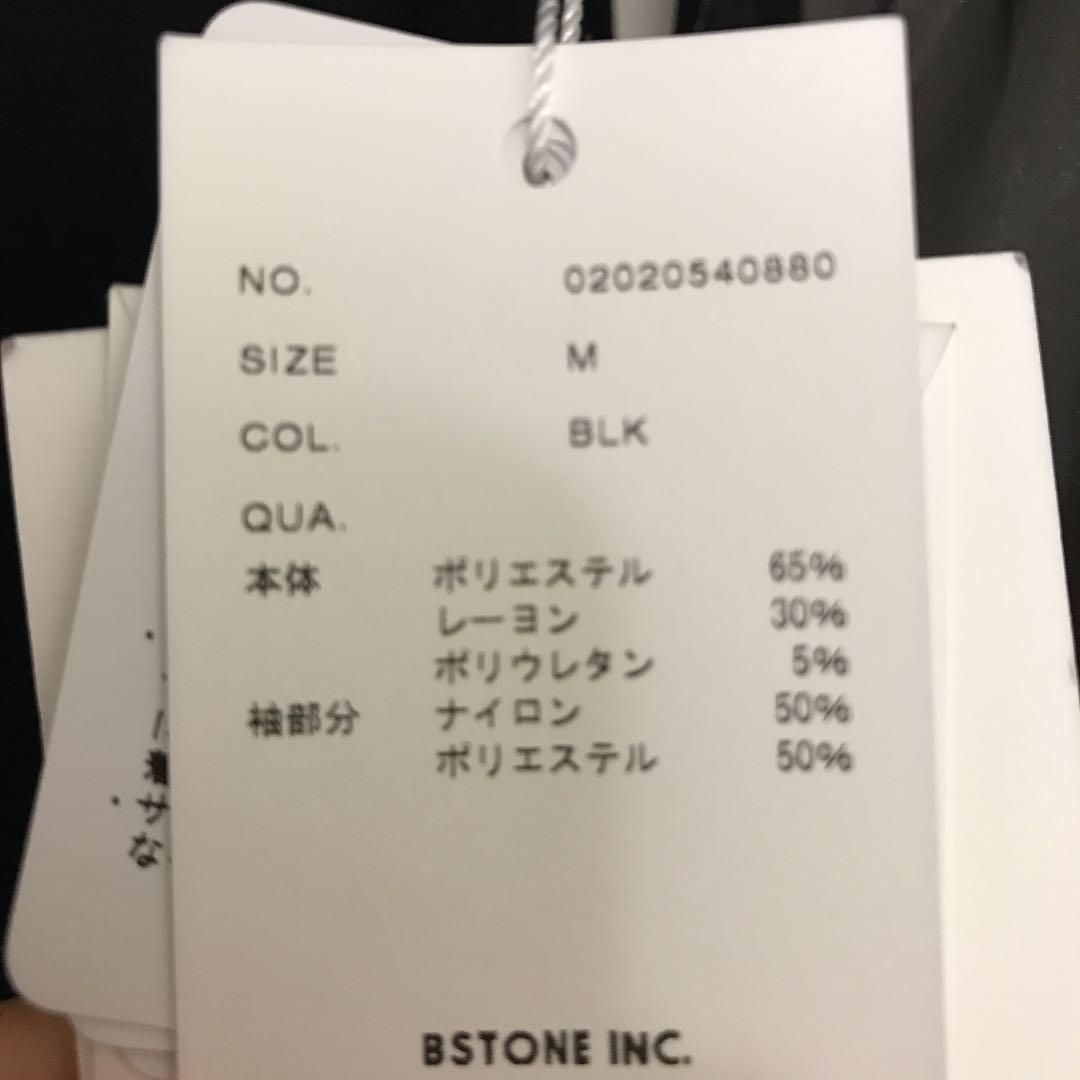 NO. 02020540880
SIZE M
COL. BLK
QUA.
本体 ポリエステル 65%
レーヨン 30%
ポリウレタン 5%
袖部分 ナイロン 50%
ポリエステル 50%
BSTONE INC.